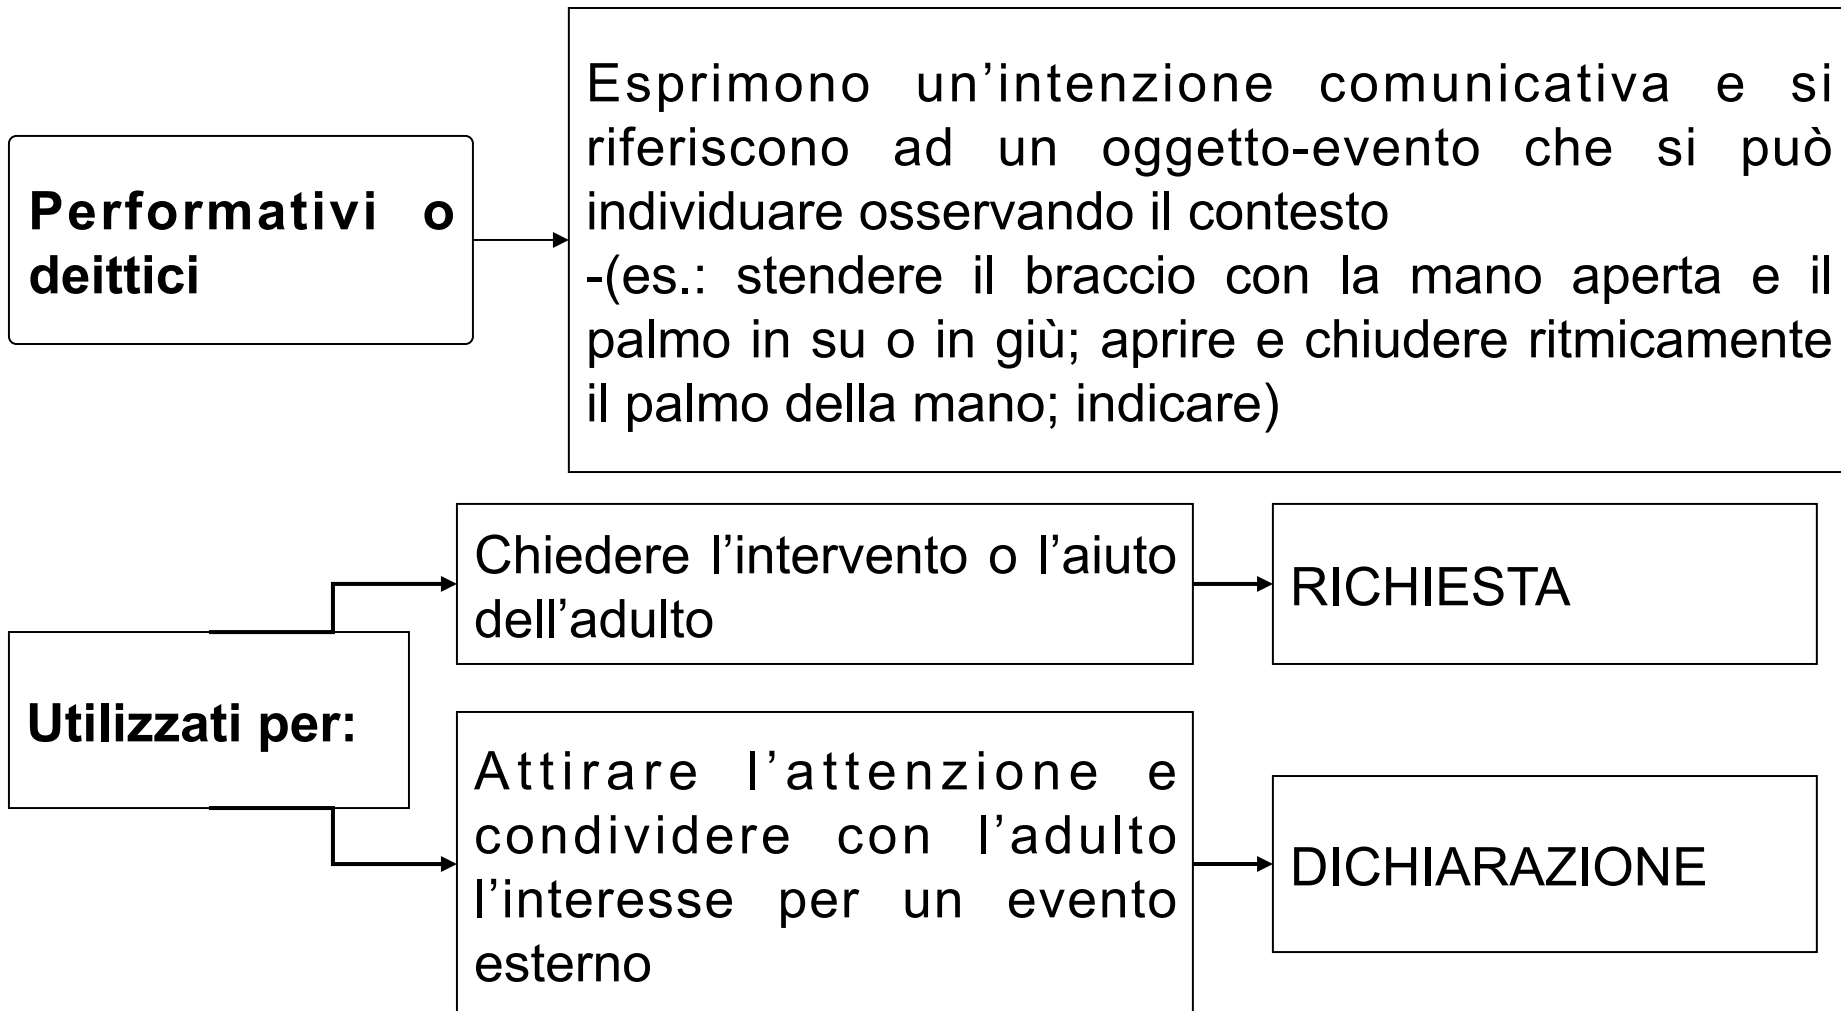 Performativi o
deittici
Esprimono un’intenzione comunicativa e si
riferiscono ad un oggetto-evento che si può
individuare osservando il contesto
-(es.: stendere il braccio con la mano aperta e il
palmo in su o in giù; aprire e chiudere ritmicamente
il palmo della mano; indicare)
Utilizzati per:
Chiedere l’intervento o l’aiuto
dell’adulto
RICHIESTA
Attirare l’attenzione e
condividere con l’adulto
l’interesse per un evento
esterno
DICHIARAZIONE